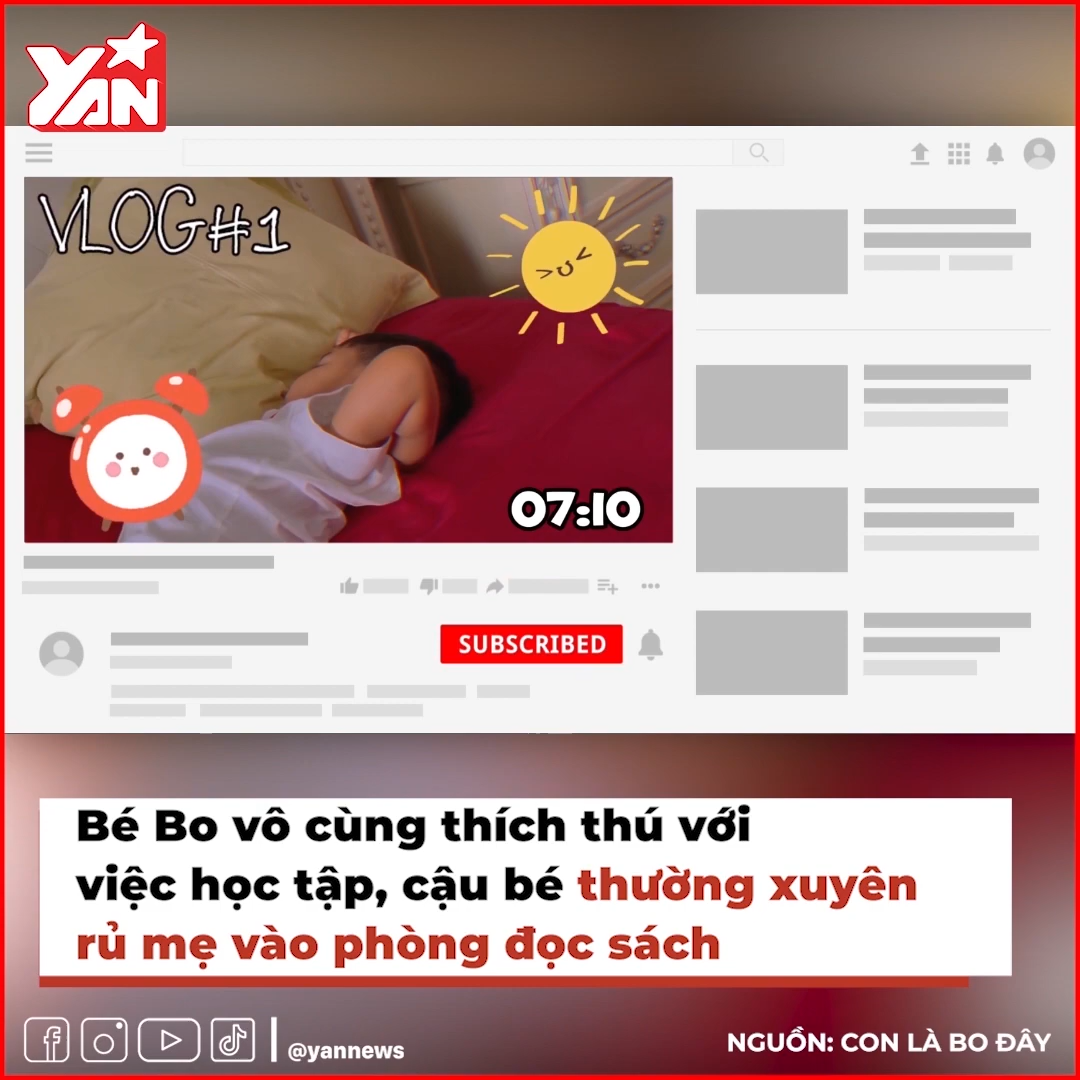 YAN
VLOG#1
07:10
SUBSCRIBED
Bé Bo vô cùng thích thú với
việc học tập, cậu bé thường xuyên
rủ mẹ vào phòng đọc sách
@yannews
NGUỒN: CON LÀ BO ĐÂY